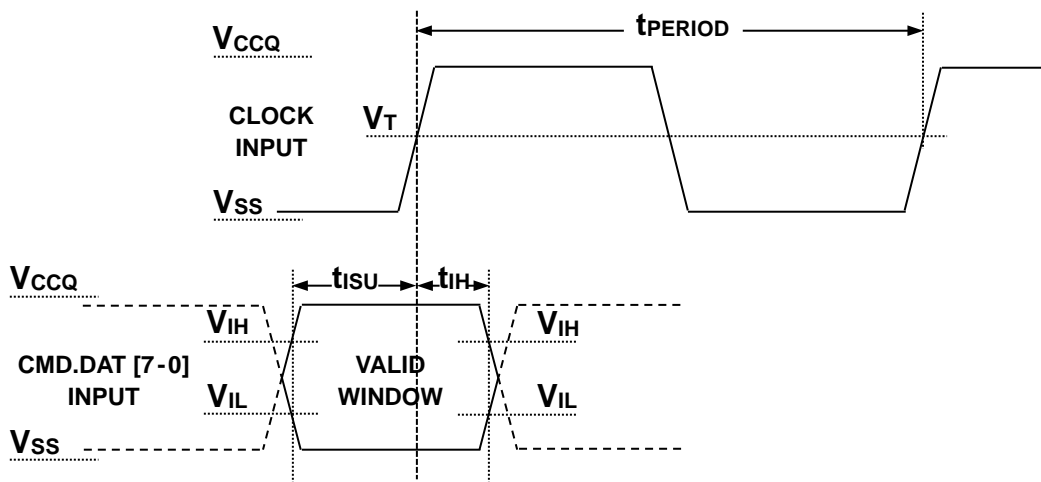 VCCQ
tPERIOD
CLOCK
INPUT
VT
VSS
VCCQ
tISU
tIH
VIH
VIH
CMD.DAT [7-0]
INPUT
VALID
WINDOW
VIL
VIL
VSS